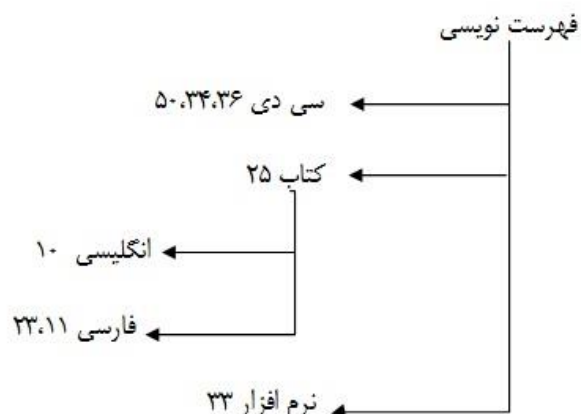 فهرست نویسی
سی دی ۵۰،۳۴،۳۶
کتاب ۲۵
انگلیسی ۱۰
فارسی ۲۳،۱۱
نرم افزار ۳۳